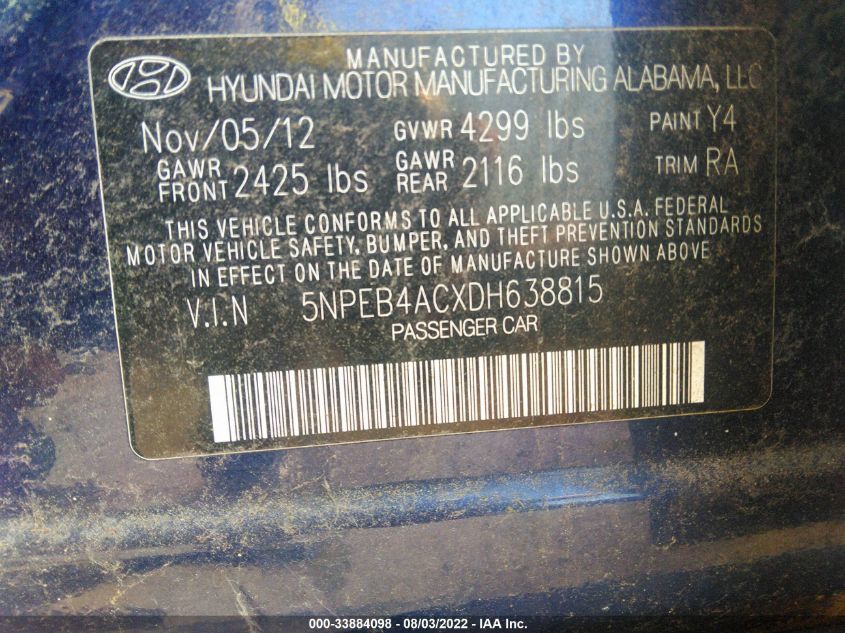 MANUFACTURED BY
HYUNDAI MOTOR MANUFACTURING ALABAMA, LLC
Nov/05/12 GVWR 4299 lbs PAINT Y4
GAWR FRONT 2425 lbs GAWR REAR 2116 lbs TRIM RA
THIS VEHICLE CONFORMS TO ALL APPLICABLE U.S.A. FEDERAL
MOTOR VEHICLE SAFETY, BUMPER, AND THEFT PREVENTION STANDARDS
IN EFFECT ON THE DATE OF MANUFACTURE SHOWN ABOVE
V.I.N 5NPEB4ACXDH638815
PASSENGER CAR
000-33884098 - 08/03/2022 - IAA Inc.